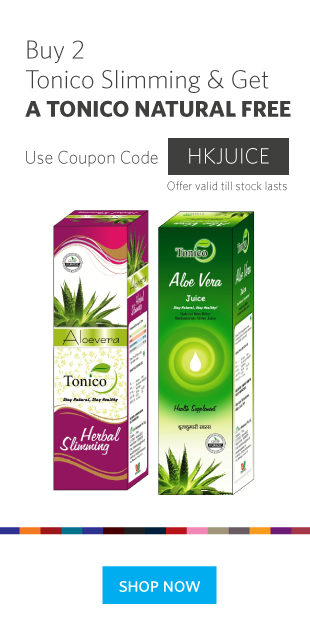 Buy 2
Tonico Slimming & Get
A TONICO NATURAL FREE
Use Coupon Code HKJUICE
Offer valid till stock lasts
Aloevera
Tonico
Stay Natural, Stay Healthy
Herbal
Slimming
Tonico
Aloe Vera
Juice
Stay Natural, Stay Healthy!
Health Supplement
SHOP NOW